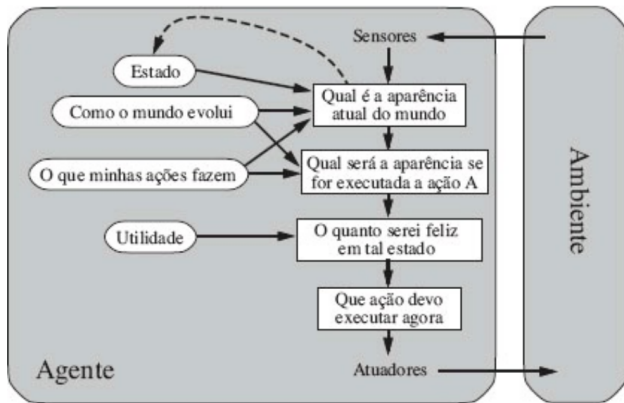 Sensores
Estado
Qual é a aparência
atual do mundo
Como o mundo evolui
Qual será a aparência se
for executada a ação A
O que minhas ações fazem
Utilidade
O quanto serei feliz
em tal estado
Que ação devo
executar agora
Agente
Atuadores
Ambiente